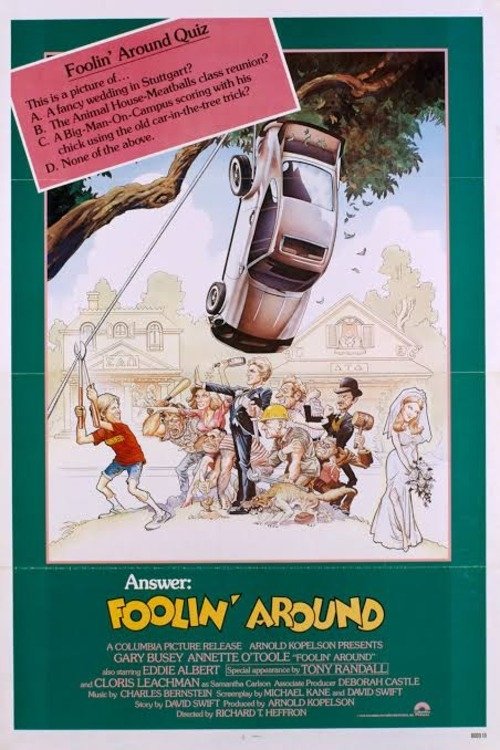 Foolin' Around Quiz
This is a picture of...
A. A fancy wedding in Stuttgart?
B. The Animal House-Meatballs class reunion?
C. A Big-Man-On-Campus scoring with his
chick using the old car-in-the-tree trick?
D. None of the above.
ATO
Answer:
FOOLIN' AROUND
A COLUMBIA PICTURE RELEASE ARNOLD KOPELSON PRESENTS
GARY BUSEY ANNETTE O'TOOLE "FOOLIN' AROUND"
also starring EDDIE ALBERT Special appearance by TONY RANDALL
and CLORIS LEACHMAN as Samantha Carlson Associate Producer DEBORAH CASTLE
Music by CHARLES BERNSTEIN Screenplay by MICHAEL KANE and DAVID SWIFT
Story by DAVID SWIFT Produced by ARNOLD KOPELSON
Directed by RICHARD T. HEFFRON